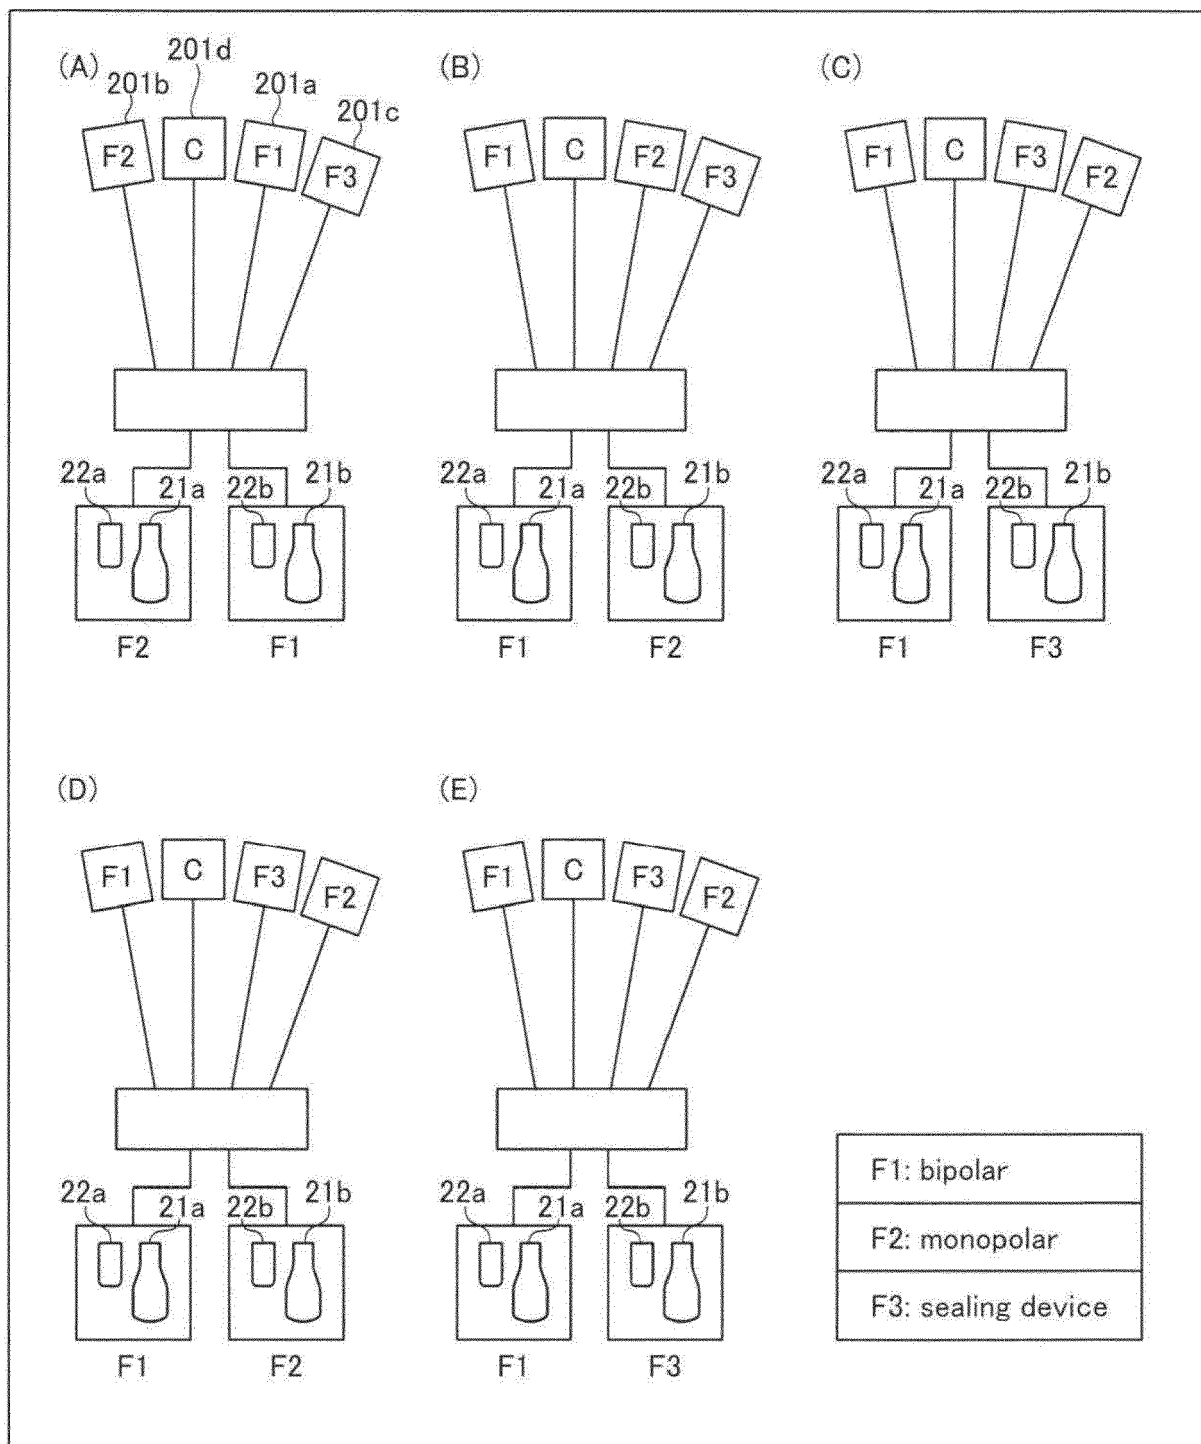 (A) 201d (B) (C)
201b 201a
201c
F2 C F1 F3 F1 C F2 F3 F1 C F3 F2
22a 21a 22b 21b 22a 21a 22b 21b 22a 21a 22b 21b
F2 F1 F1 F2 F1 F3
(D) (E)
F1 C F3 F2 F1 C F3 F2
22a 21a 22b 21b 22a 21a 22b 21b
F1 F2 F1 F3
F1: bipolar
F2: monopolar
F3: sealing device